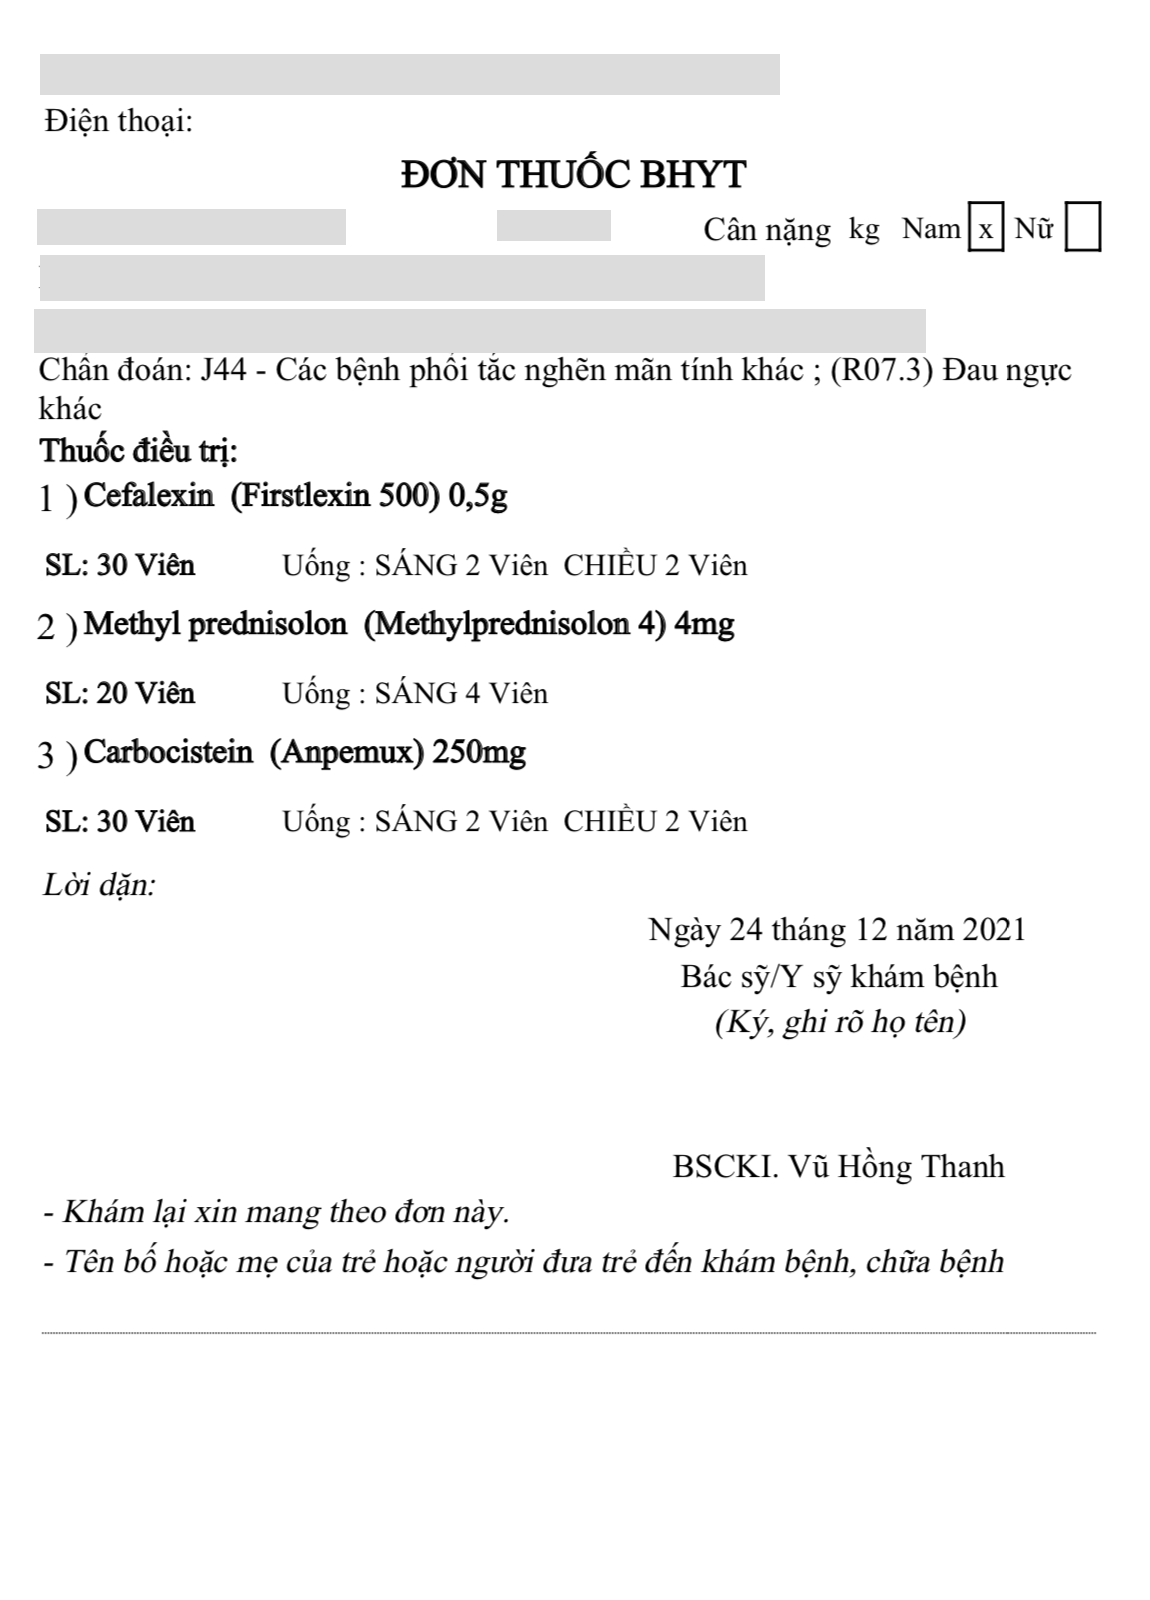 Điện thoại:
ĐƠN THUỐC BHYT
Cân nặng kg Nam x Nữ
Chẩn đoán: J44 - Các bệnh phổi tắc nghẽn mãn tính khác ; (R07.3) Đau ngực
khác
Thuốc điều trị:
1 ) Cefalexin (Firstlexin 500) 0,5g
SL: 30 Viên Uống : SÁNG 2 Viên CHIỀU 2 Viên
2 ) Methyl prednisolon (Methylprednisolon 4) 4mg
SL: 20 Viên Uống : SÁNG 4 Viên
3 ) Carbocistein (Anpemux) 250mg
SL: 30 Viên Uống : SÁNG 2 Viên CHIỀU 2 Viên
Lời dặn:
Ngày 24 tháng 12 năm 2021
Bác sỹ/Y sỹ khám bệnh
(Ký, ghi rõ họ tên)
BSCKI. Vũ Hồng Thanh
- Khám lại xin mang theo đơn này.
- Tên bố hoặc mẹ của trẻ hoặc người đưa trẻ đến khám bệnh, chữa bệnh